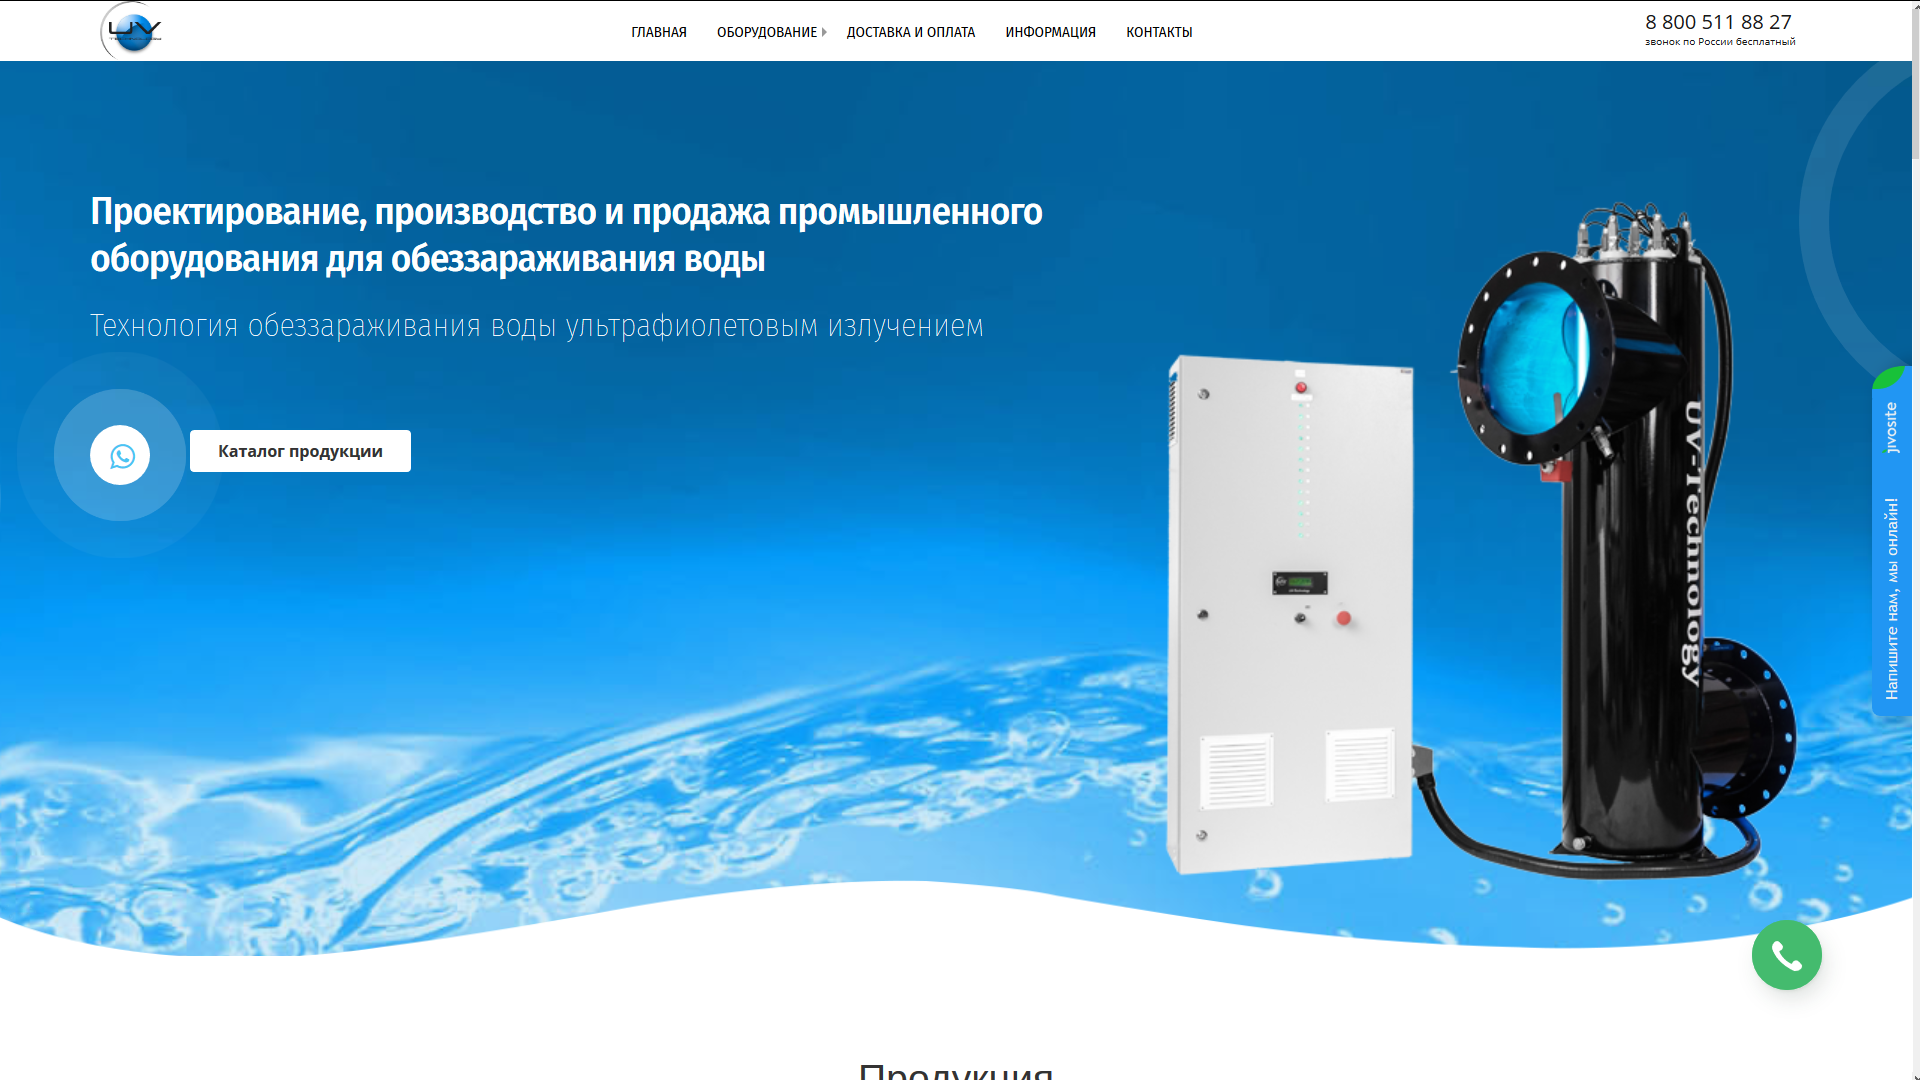 UV
ГЛАВНАЯ
ОБОРУДОВАНИЕ
ДОСТАВКА И ОПЛАТА
ИНФОРМАЦИЯ
КОНТАКТЫ
8 800 511 88 27
звонок по России бесплатный
Проектирование, производство и продажа промышленного
оборудования для обеззараживания воды
Технология обеззараживания воды ультрафиолетовым излучением
Каталог продукции
UV-Technology
jivosite
Напишите нам, мы онлайн!
Продукция